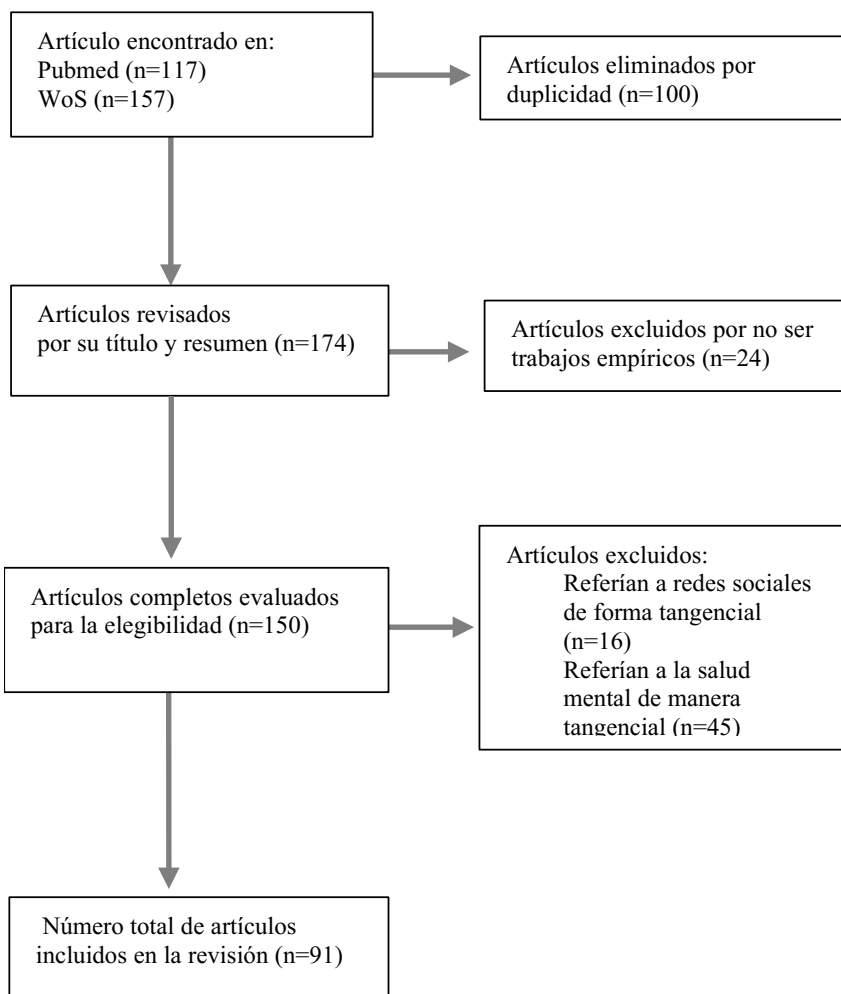 Artículo encontrado en:
Pubmed (n=117)
WoS (n=157)
Artículos eliminados por
duplicidad (n=100)
Artículos revisados
por su título y resumen (n=174)
Artículos excluidos por no ser
trabajos empíricos (n=24)
Artículos completos evaluados
para la elegibilidad (n=150)
Artículos excluidos:
Referían a redes sociales
de forma tangencial
(n=16)
Referían a la salud
mental de manera
tangencial (n=45)
Número total de artículos
incluidos en la revisión (n=91)